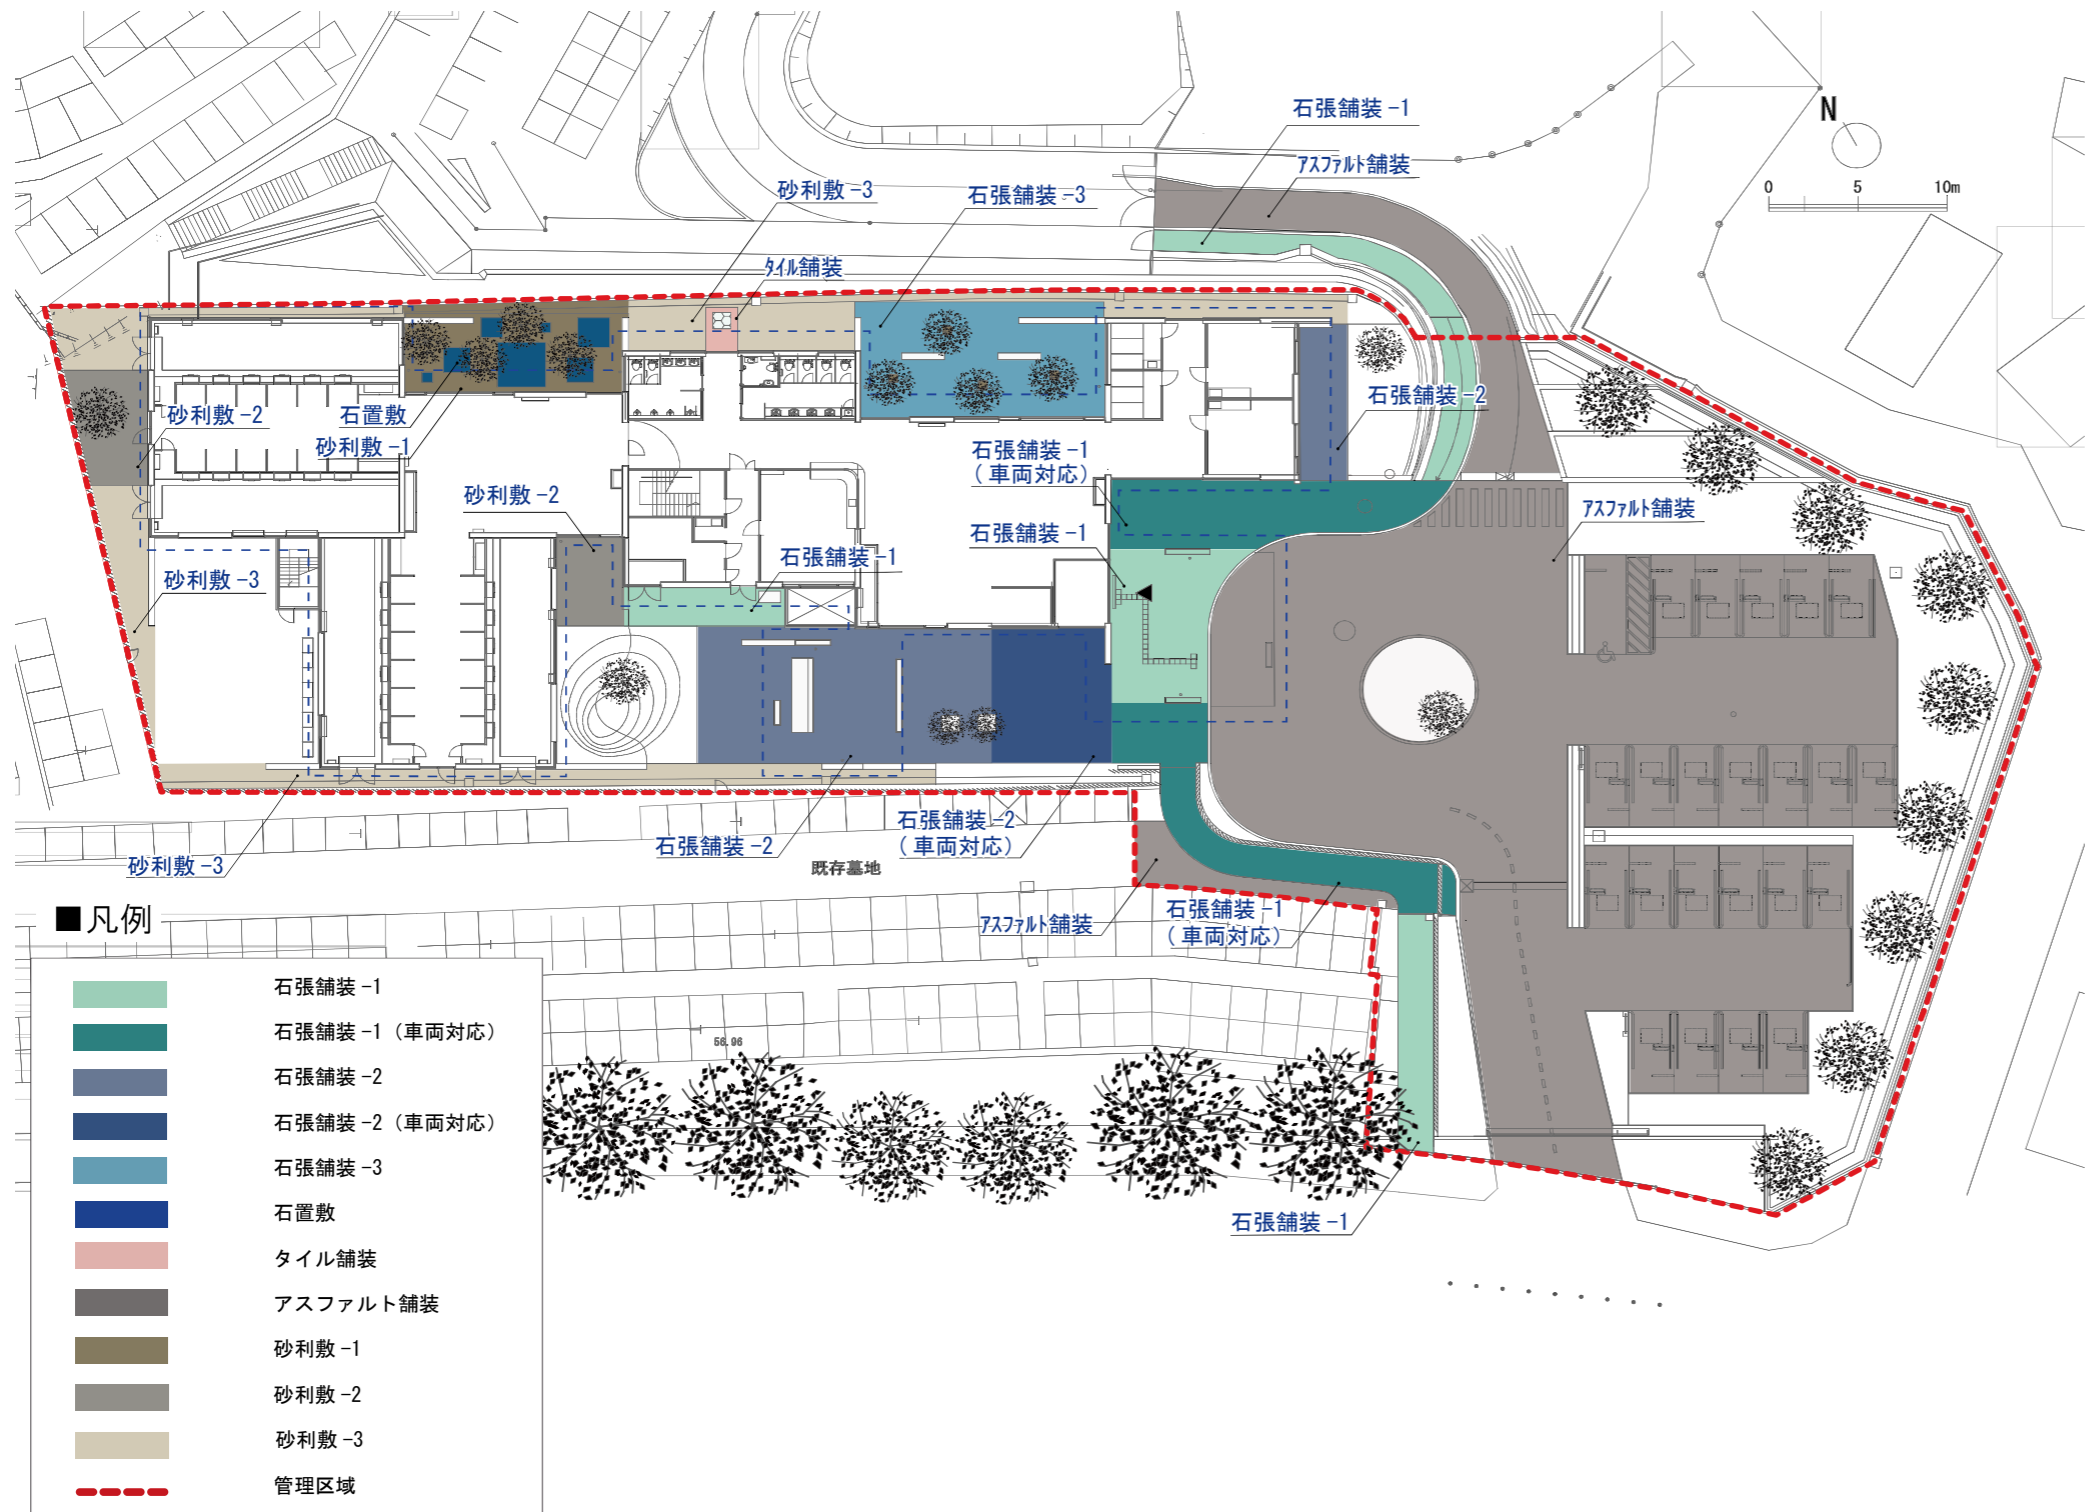 石張舗装-1
N
アスファルト舗装
0 5 10m
砂利敷-3
石張舗装-3
タイル舗装
石張舗装-2
砂利敷-2
石置敷
砂利敷-1
石張舗装-1
(車両対応)
砂利敷-2
石張舗装-1
アスファルト舗装
石張舗装-1
砂利敷-3
石張舗装-2
石張舗装-2
(車両対応)
砂利敷-3
既存墓地
アスファルト舗装
石張舗装-1
(車両対応)
56.96
石張舗装-1
■凡例
石張舗装-1
石張舗装-1(車両対応)
石張舗装-2
石張舗装-2(車両対応)
石張舗装-3
石置敷
タイル舗装
アスファルト舗装
砂利敷-1
砂利敷-2
砂利敷-3
管理区域